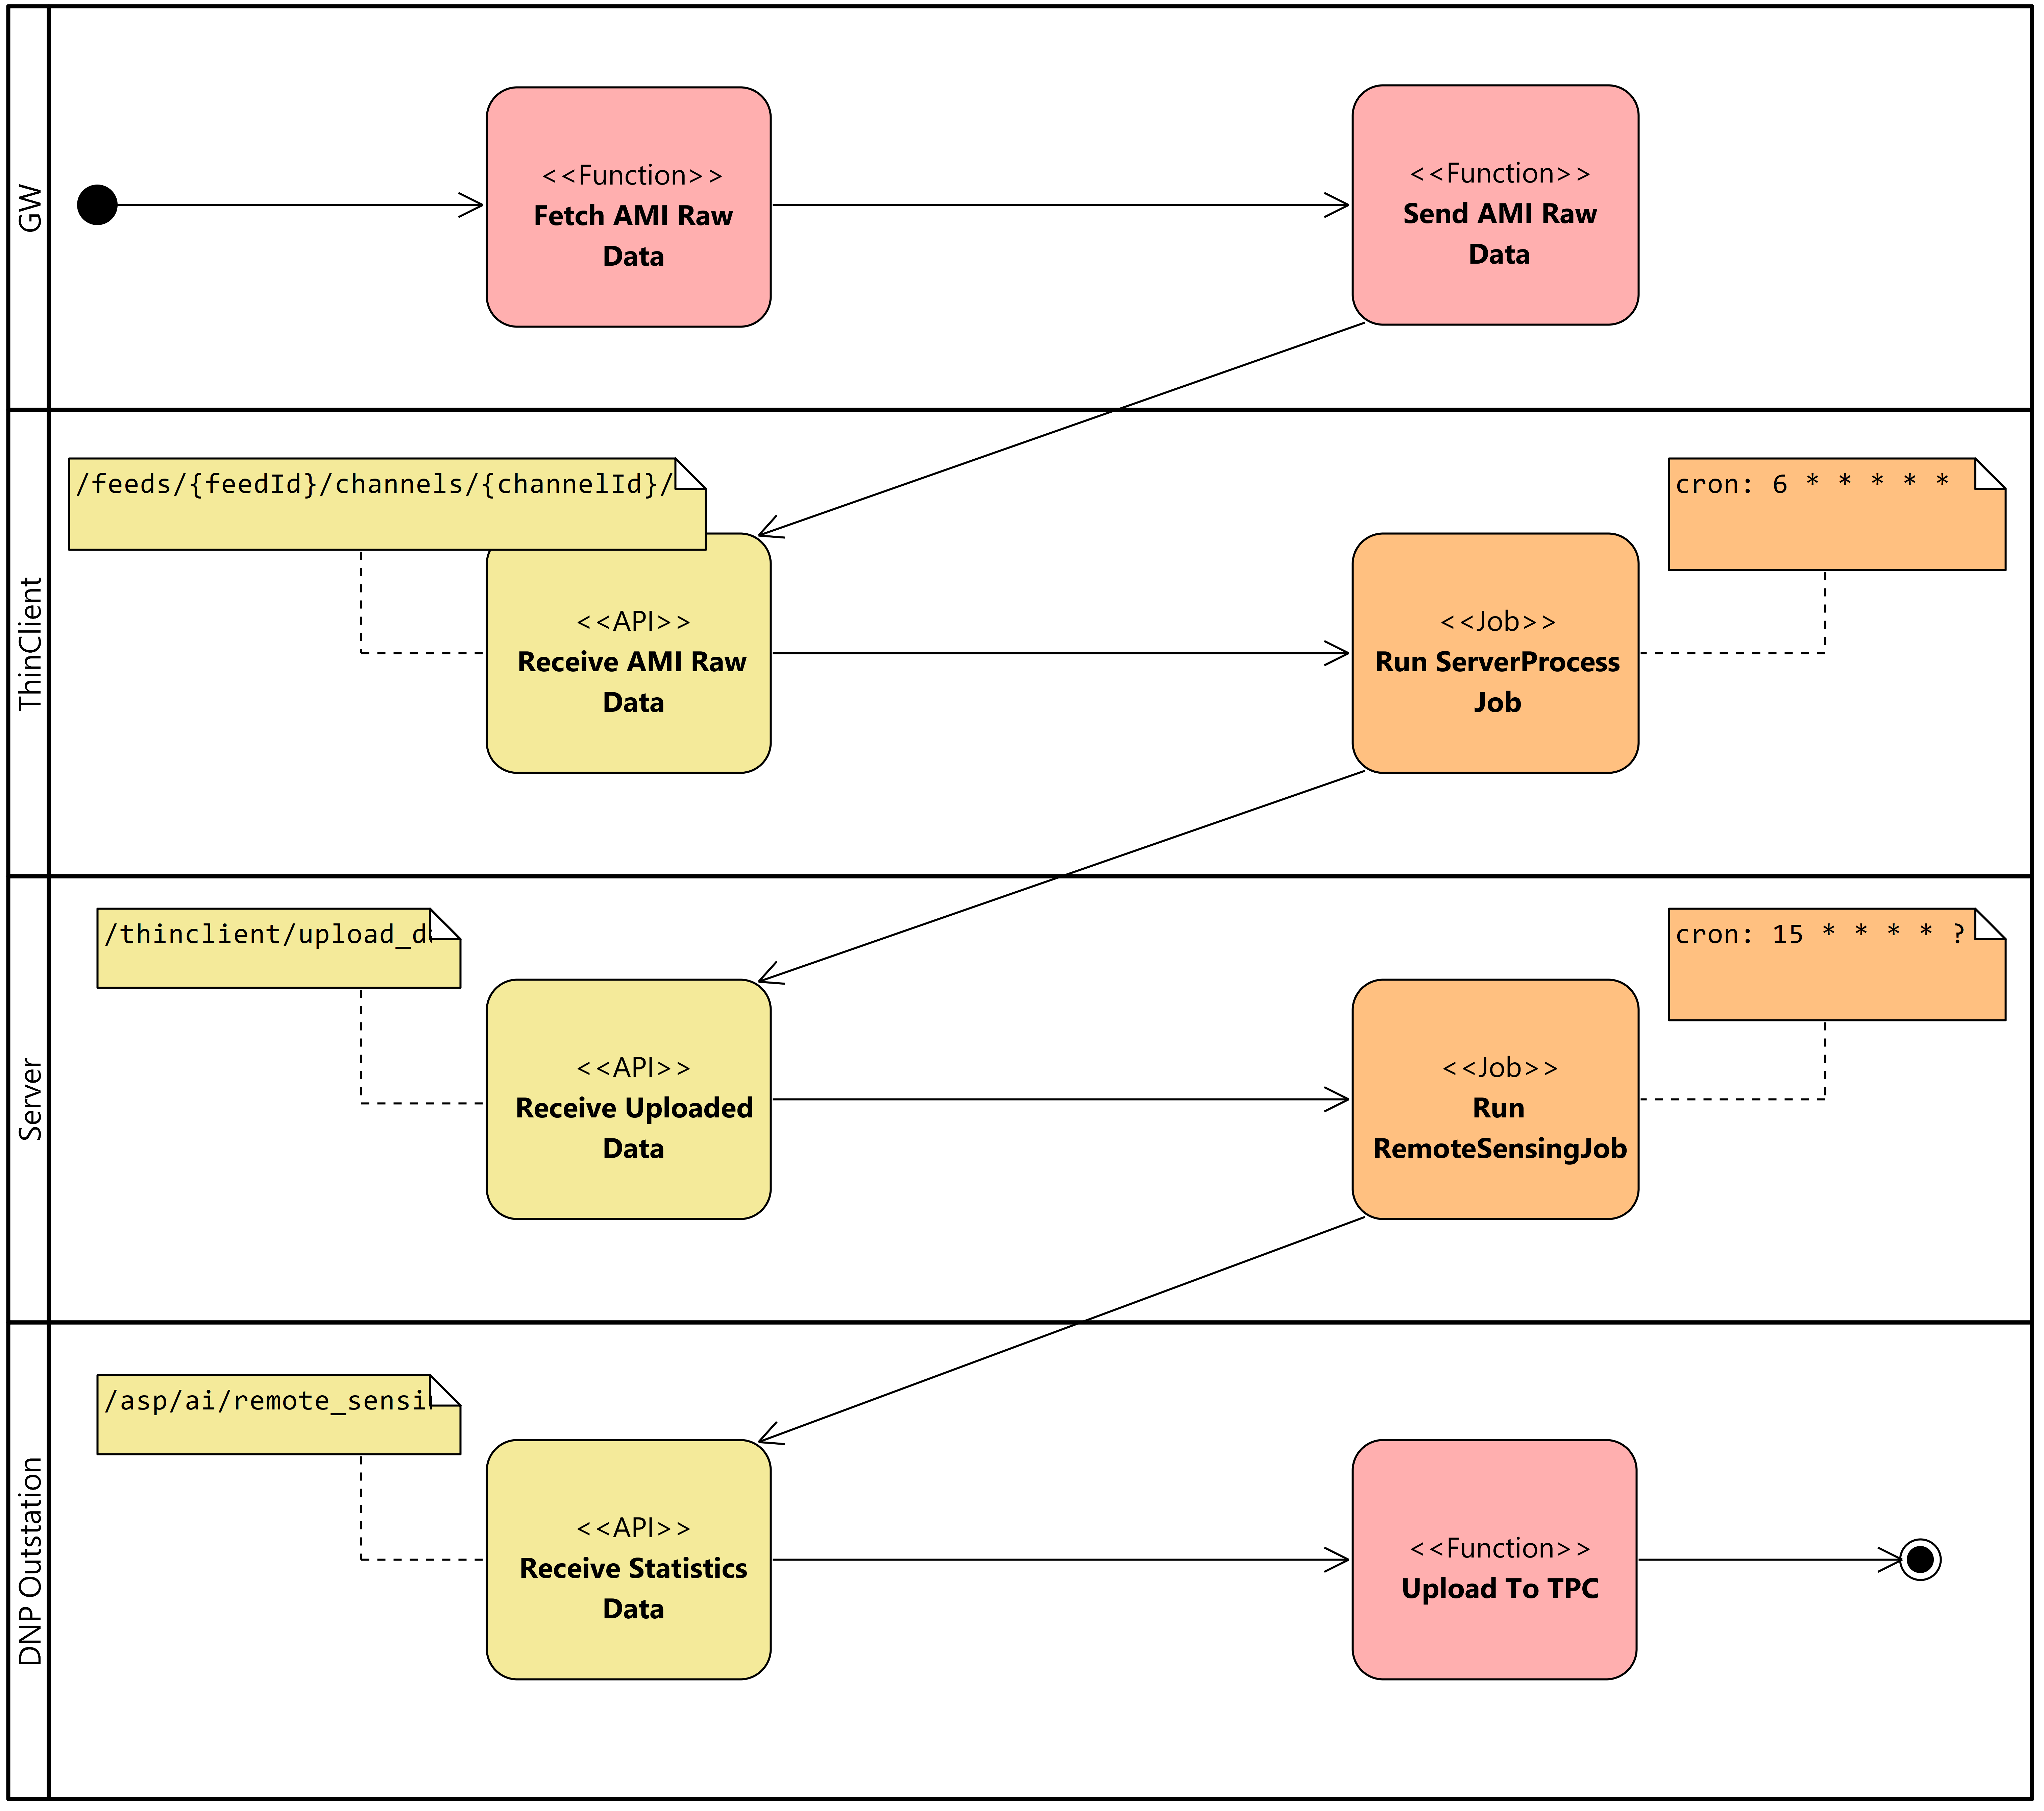 GW
<<Function>>
Fetch AMI Raw
Data
<<Function>>
Send AMI Raw
Data
ThinClient
/feeds/{feedId}/channels/{channelId}/
cron: 6 * * * * *
<<API>>
Receive AMI Raw
Data
<<Job>>
Run ServerProcess
Job
Server
/thinclient/upload_d
cron: 15 * * * * ?
<<API>>
Receive Uploaded
Data
<<Job>>
Run
RemoteSensingJob
DNP Outstation
/asp/ai/remote_sensi
<<API>>
Receive Statistics
Data
<<Function>>
Upload To TPC